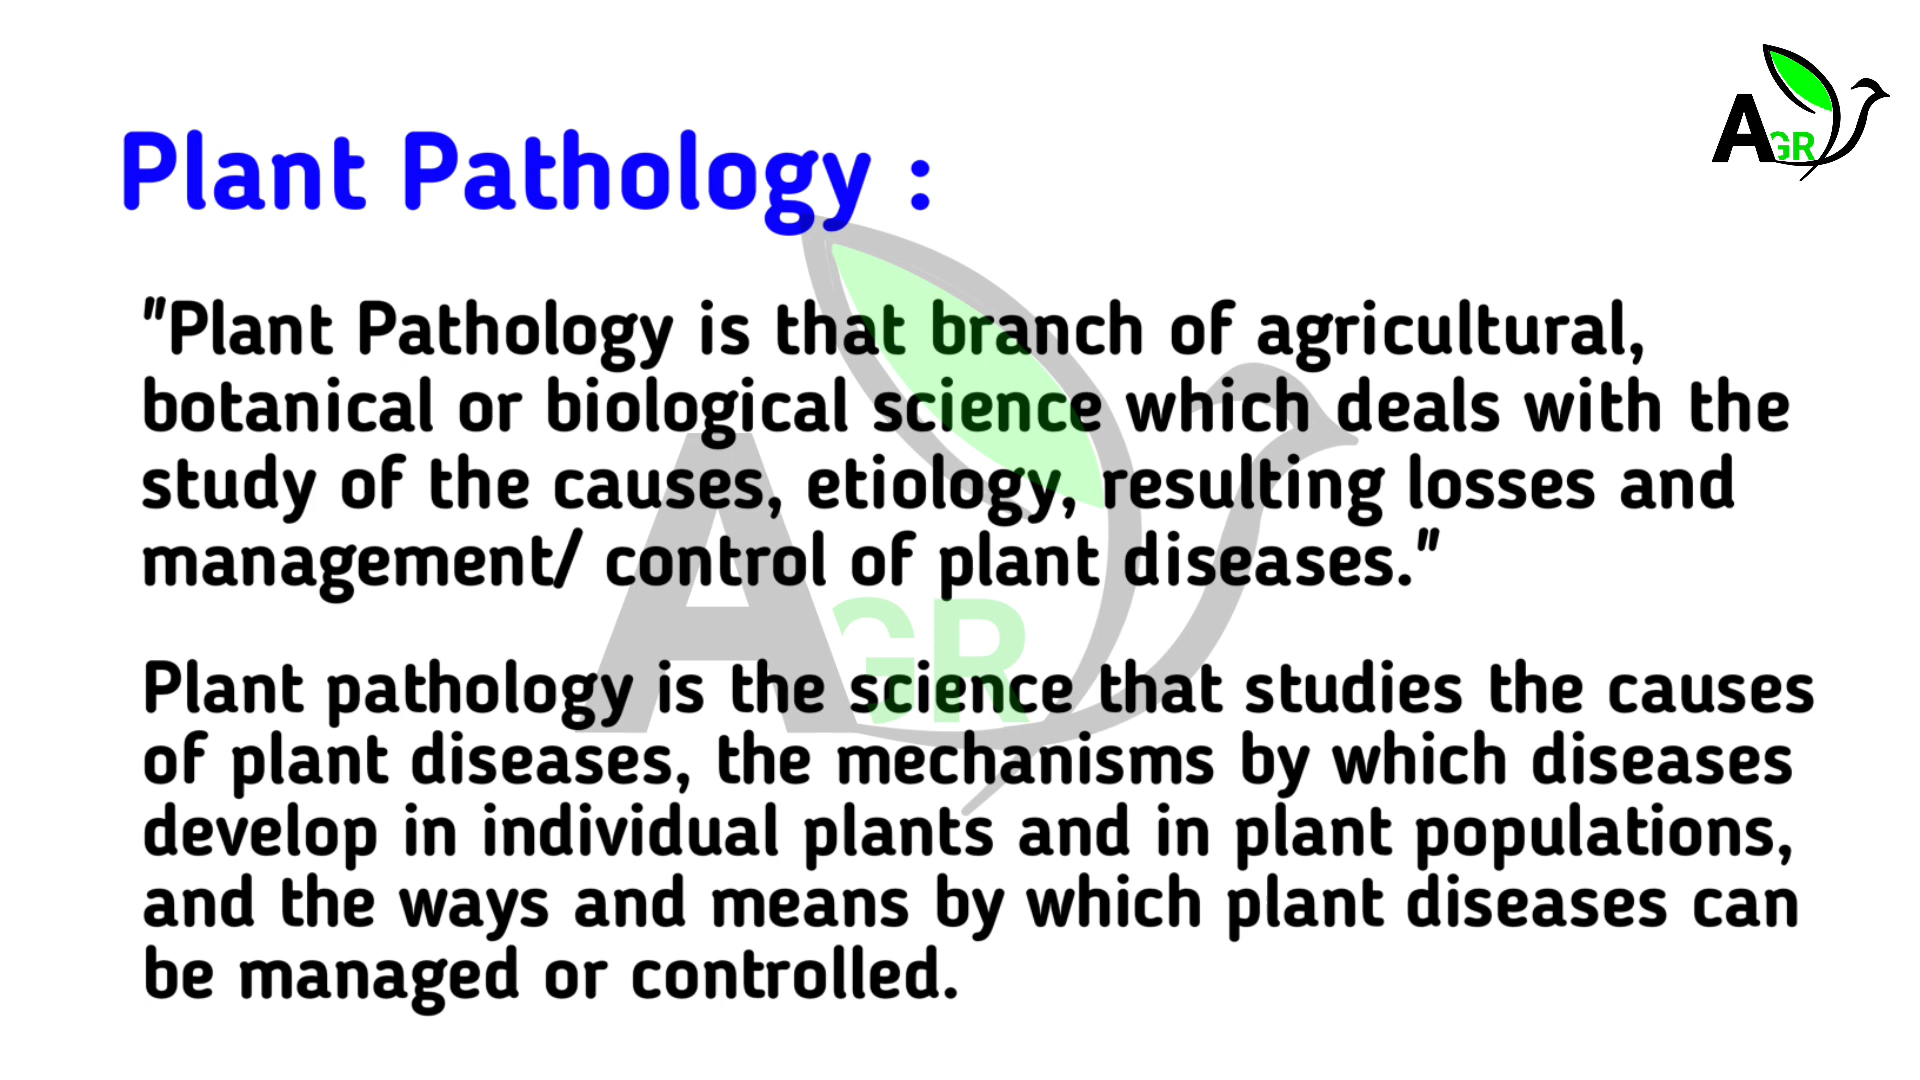 AGR
Plant Pathology :
"Plant Pathology is that branch of agricultural,
botanical or biological science which deals with the
study of the causes, etiology, resulting losses and
management/ control of plant diseases."
AGR
Plant pathology is the science that studies the causes
of plant diseases, the mechanisms by which diseases
develop in individual plants and in plant populations,
and the ways and means by which plant diseases can
be managed or controlled.